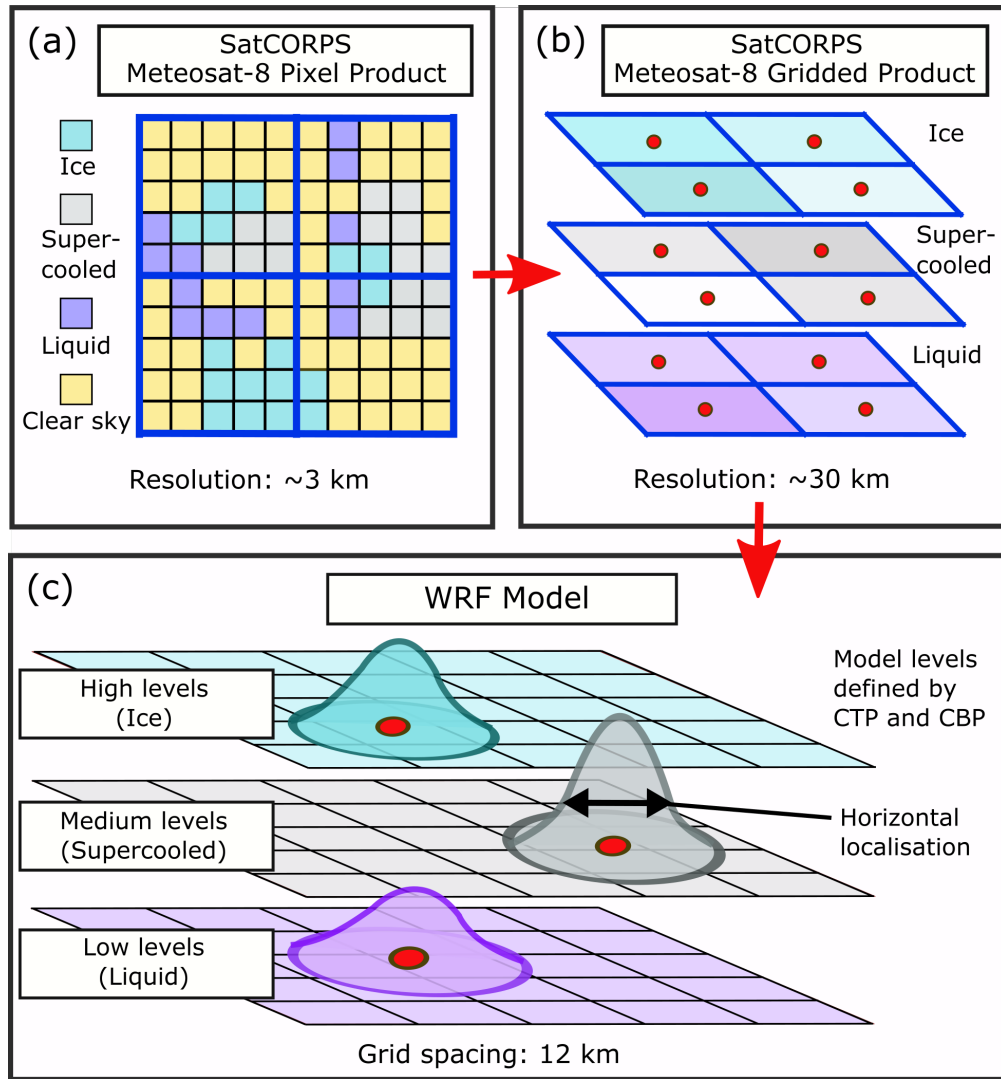 (a)
SatCORPS
Meteosat-8 Pixel Product
Ice
Super-
cooled
Liquid
Clear sky
Resolution: ~3 km
(b)
SatCORPS
Meteosat-8 Gridded Product
Ice
Super-
cooled
Liquid
Resolution: ~30 km
(c)
WRF Model
High levels
(Ice)
Model levels
defined by
CTP and CBP
Medium levels
(Supercooled)
Horizontal
localisation
Low levels
(Liquid)
Grid spacing: 12 km